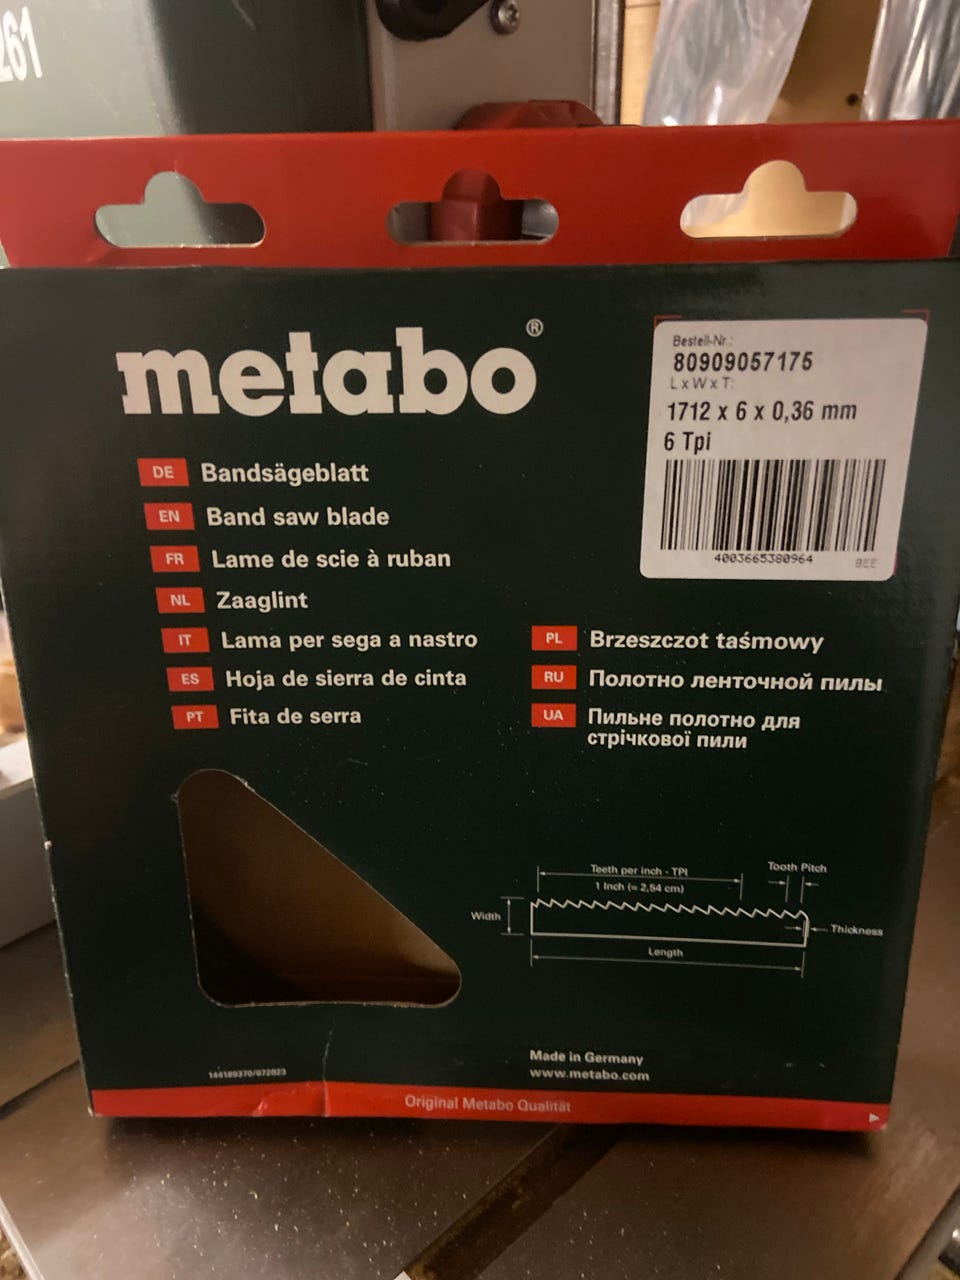 261
metabo®
Bestell-Nr.:
80909057175
L x W x T:
1712 x 6 x 0,36 mm
6 Tpi
4003665380964
BEE
DE Bandsägeblatt
EN Band saw blade
FR Lame de scie à ruban
NL Zaaglint
IT Lama per sega a nastro
ES Hoja de sierra de cinta
PT Fita de serra
PL Brzeszczot taśmowy
RU Полотно ленточной пилы
UA Пильне полотно для
стрічкової пили
Teeth per inch - TPI
1 Inch (= 2,54 cm)
Tooth Pitch
Width
Thickness
Length
144189370/072023
Made in Germany
www.metabo.com
Original Metabo Qualität